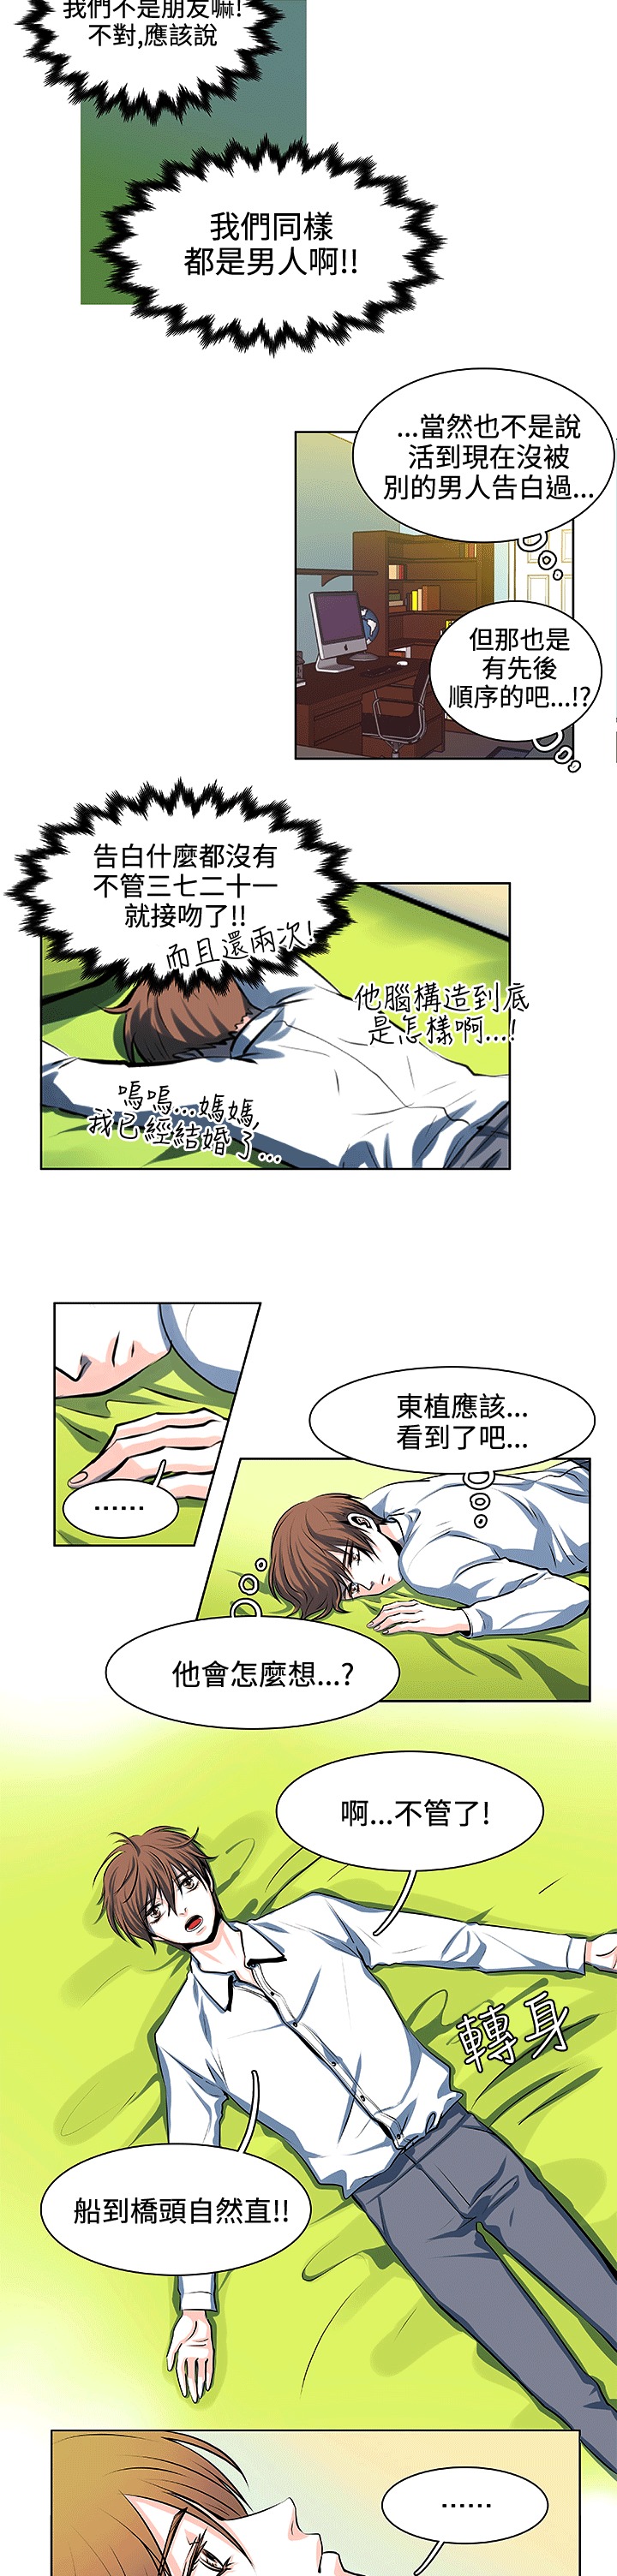 我們不是朋友嘛!
不對,應該說
我們同樣
都是男人啊!!
...當然也不是說
活到現在沒被
別的男人告白過...
但那也是
有先後
順序的吧...!?
告白什麼都沒有
不管三七二十一
就接吻了!!
而且還兩次!
他腦構造到底
是怎樣啊...!
嗚嗚...媽媽,
我已經結婚了...
......
東植應該...
看到了吧...
他會怎麼想...?
啊...不管了!
轉身
船到橋頭自然直!!
......